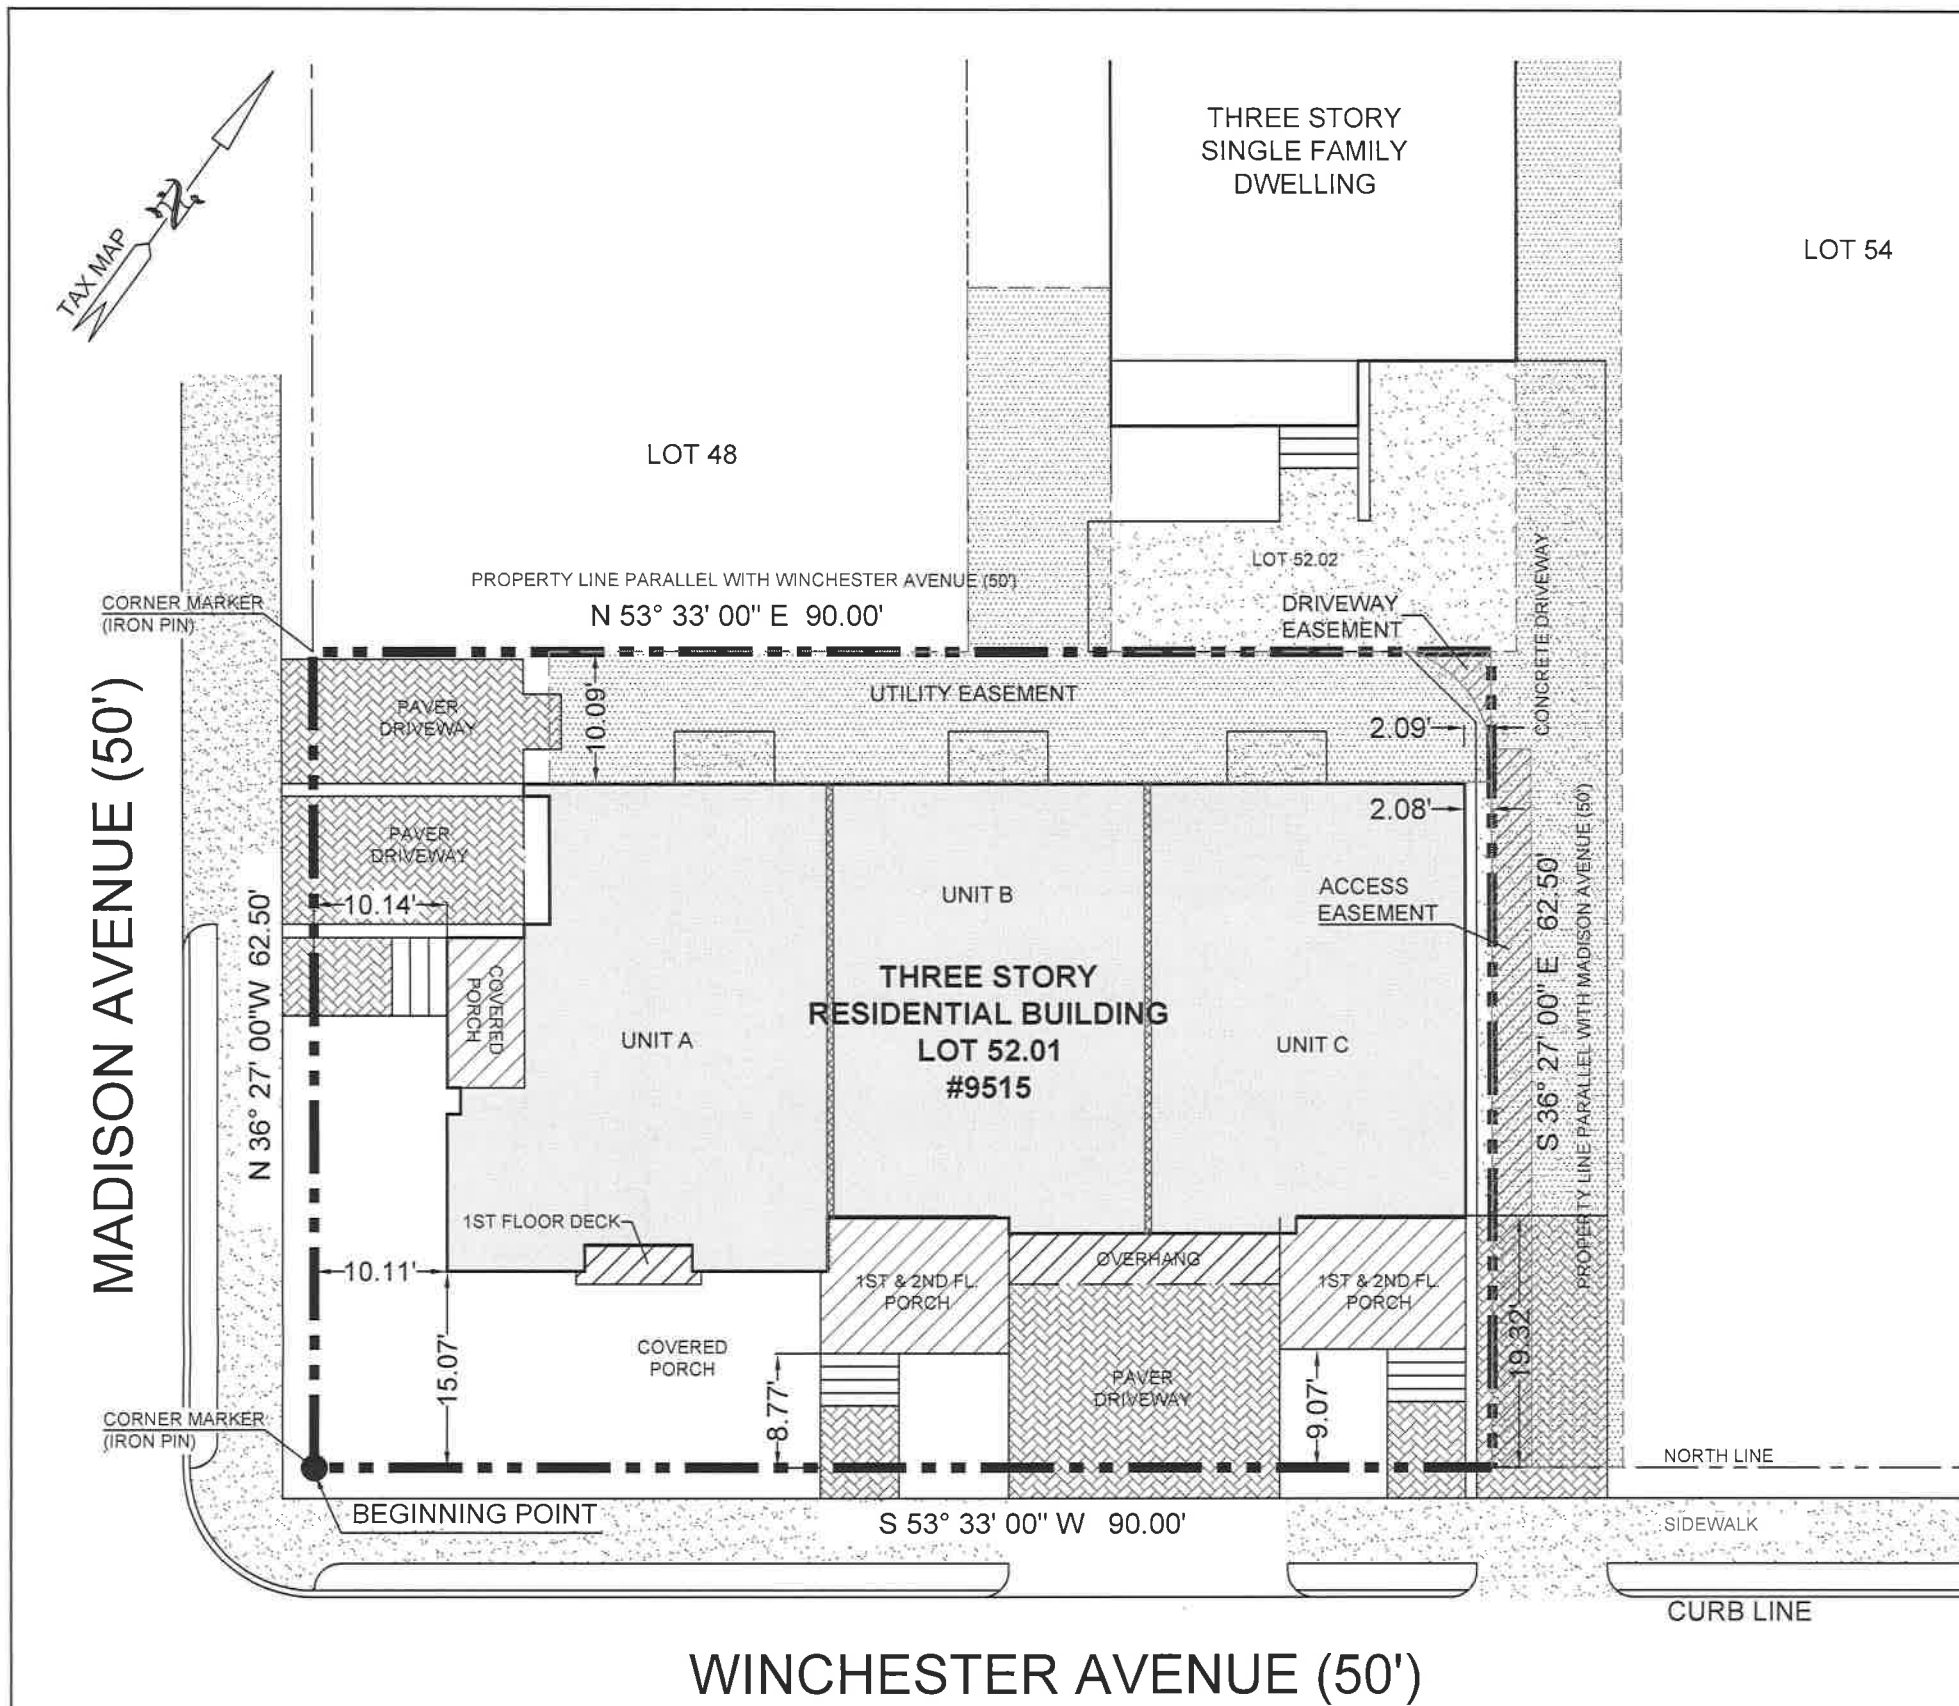 THREE STORY
SINGLE FAMILY
DWELLING
LOT 54
TAX MAP
N
LOT 48
LOT 52.02
PROPERTY LINE PARALLEL WITH WINCHESTER AVENUE (50')
N 53° 33' 00" E 90.00'
CORNER MARKER
(IRON PIN)
DRIVEWAY
EASEMENT
CONCRETE DRIVEWAY
UTILITY EASEMENT
10.09'
PAVER
DRIVEWAY
2.09'
2.08'
PAVER
DRIVEWAY
10.14'
MADISON AVENUE (50')
N 36° 27' 00"W 62.50'
COVERED
PORCH
UNIT A
UNIT B
UNIT C
ACCESS
EASEMENT
THREE STORY
RESIDENTIAL BUILDING
LOT 52.01
#9515
S 36° 27' 00" E 62.50'
PROPERTY LINE PARALLEL WITH MADISON AVENUE (50')
1ST FLOOR DECK
10.11'
15.07'
COVERED
PORCH
8.77'
1ST & 2ND FL.
PORCH
OVERHANG
1ST & 2ND FL.
PORCH
PAVER
DRIVEWAY
9.07'
19.32'
CORNER MARKER
(IRON PIN)
BEGINNING POINT
S 53° 33' 00" W 90.00'
NORTH LINE
SIDEWALK
CURB LINE
WINCHESTER AVENUE (50')